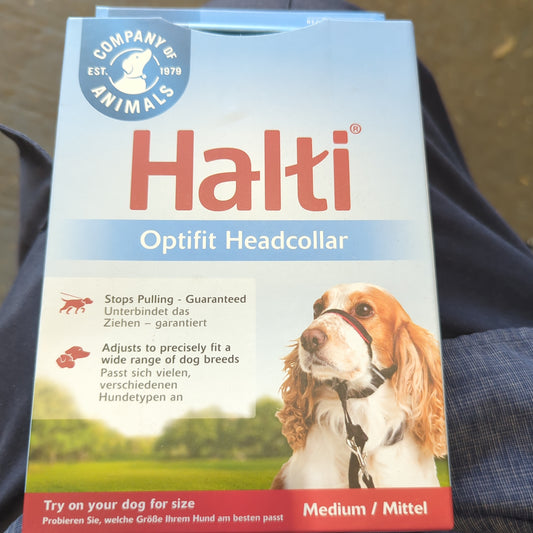 COMPANY OF
EST. 1979
ANIMALS
Halti®
Optifit Headcollar
Stops Pulling - Guaranteed
Unterbindet das
Ziehen – garantiert
Adjusts to precisely fit a
wide range of dog breeds
Passt sich vielen,
verschiedenen
Hundetypen an
Try on your dog for size
Probieren Sie, welche Größe Ihrem Hund am besten passt
Medium / Mittel